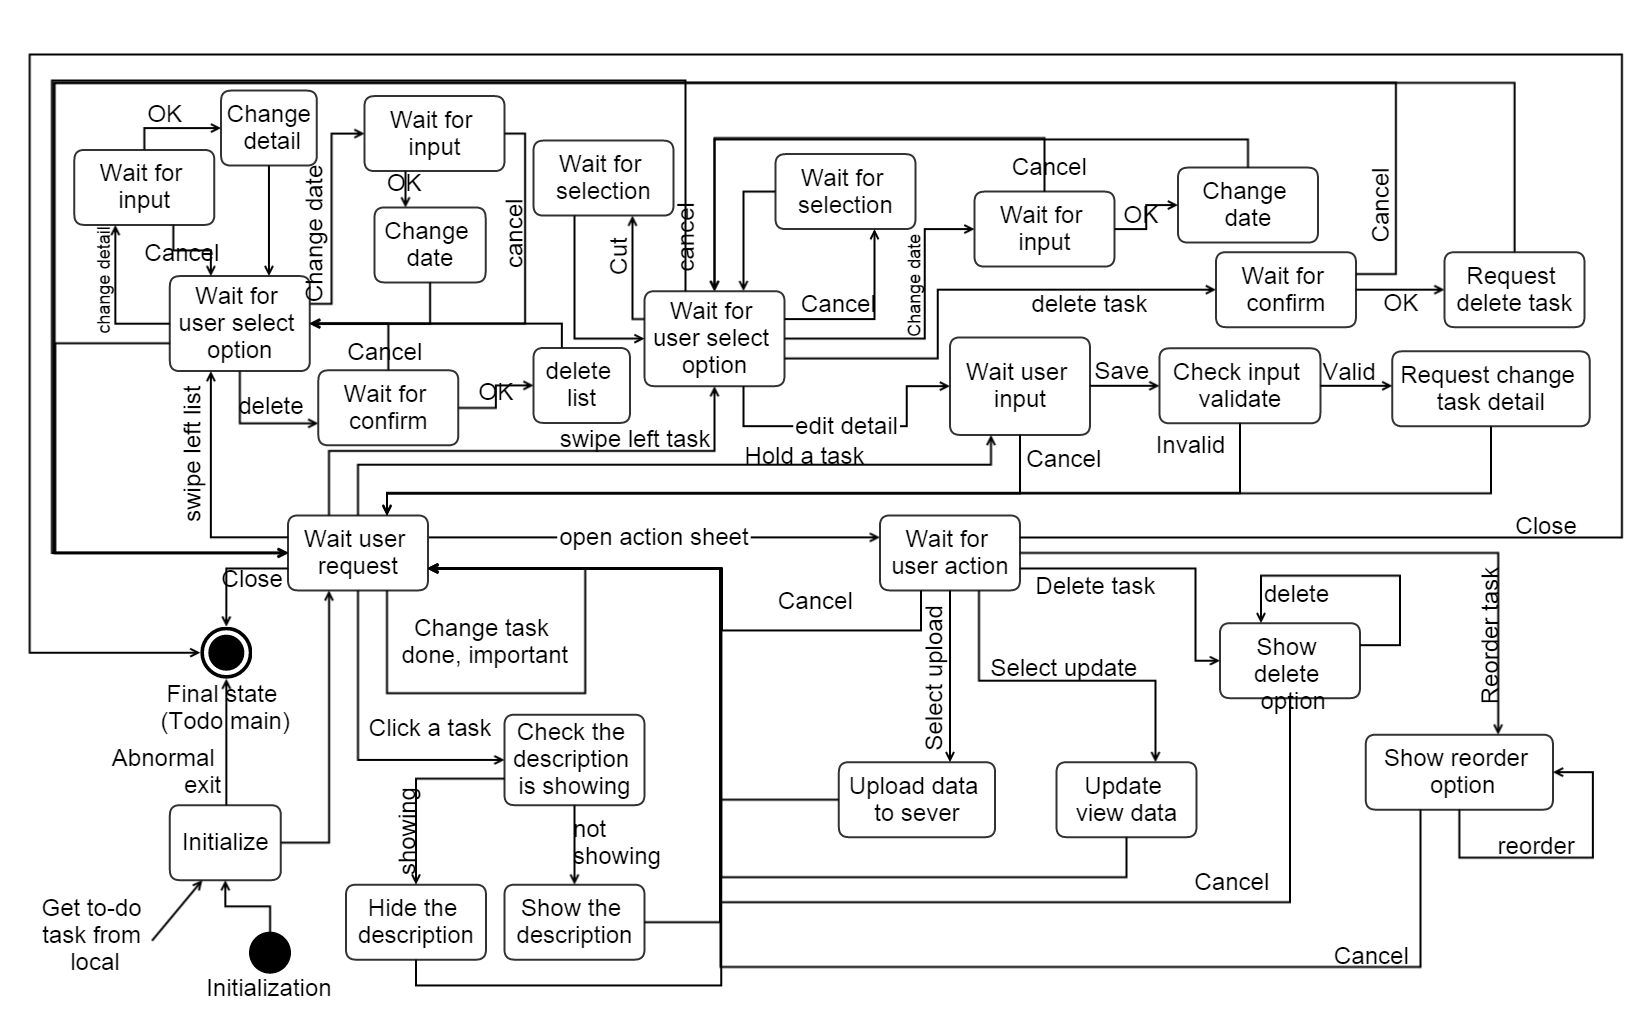 OK
Change
detail
Wait for
input
Wait for
input
OK
Change
date
Change date
cancel
change detail
Cancel
Wait for
user select
option
Cancel
Wait for
confirm
OK
delete
list
delete
swipe left list
Wait for
selection
Cut
cancel
Wait for
selection
Cancel
Wait for
user select
option
Change date
Cancel
Wait for
input
OK
Change
date
Cancel
delete task
Wait for
confirm
OK
Request
delete task
Wait user
input
Save
Check input
validate
Valid
Request change
task detail
edit detail
swipe left task
Hold a task
Cancel
Invalid
Wait user
request
open action sheet
Wait for
user action
Close
Close
Final state
(Todo main)
Abnormal
exit
Initialize
Get to-do
task from
local
Initialization
Change task
done, important
Click a task
Check the
description
is showing
showing
not
showing
Hide the
description
Show the
description
Cancel
Select upload
Select update
Delete task
delete
Show
delete
option
Reorder task
Upload data
to sever
Update
view data
Show reorder
option
reorder
Cancel
Cancel